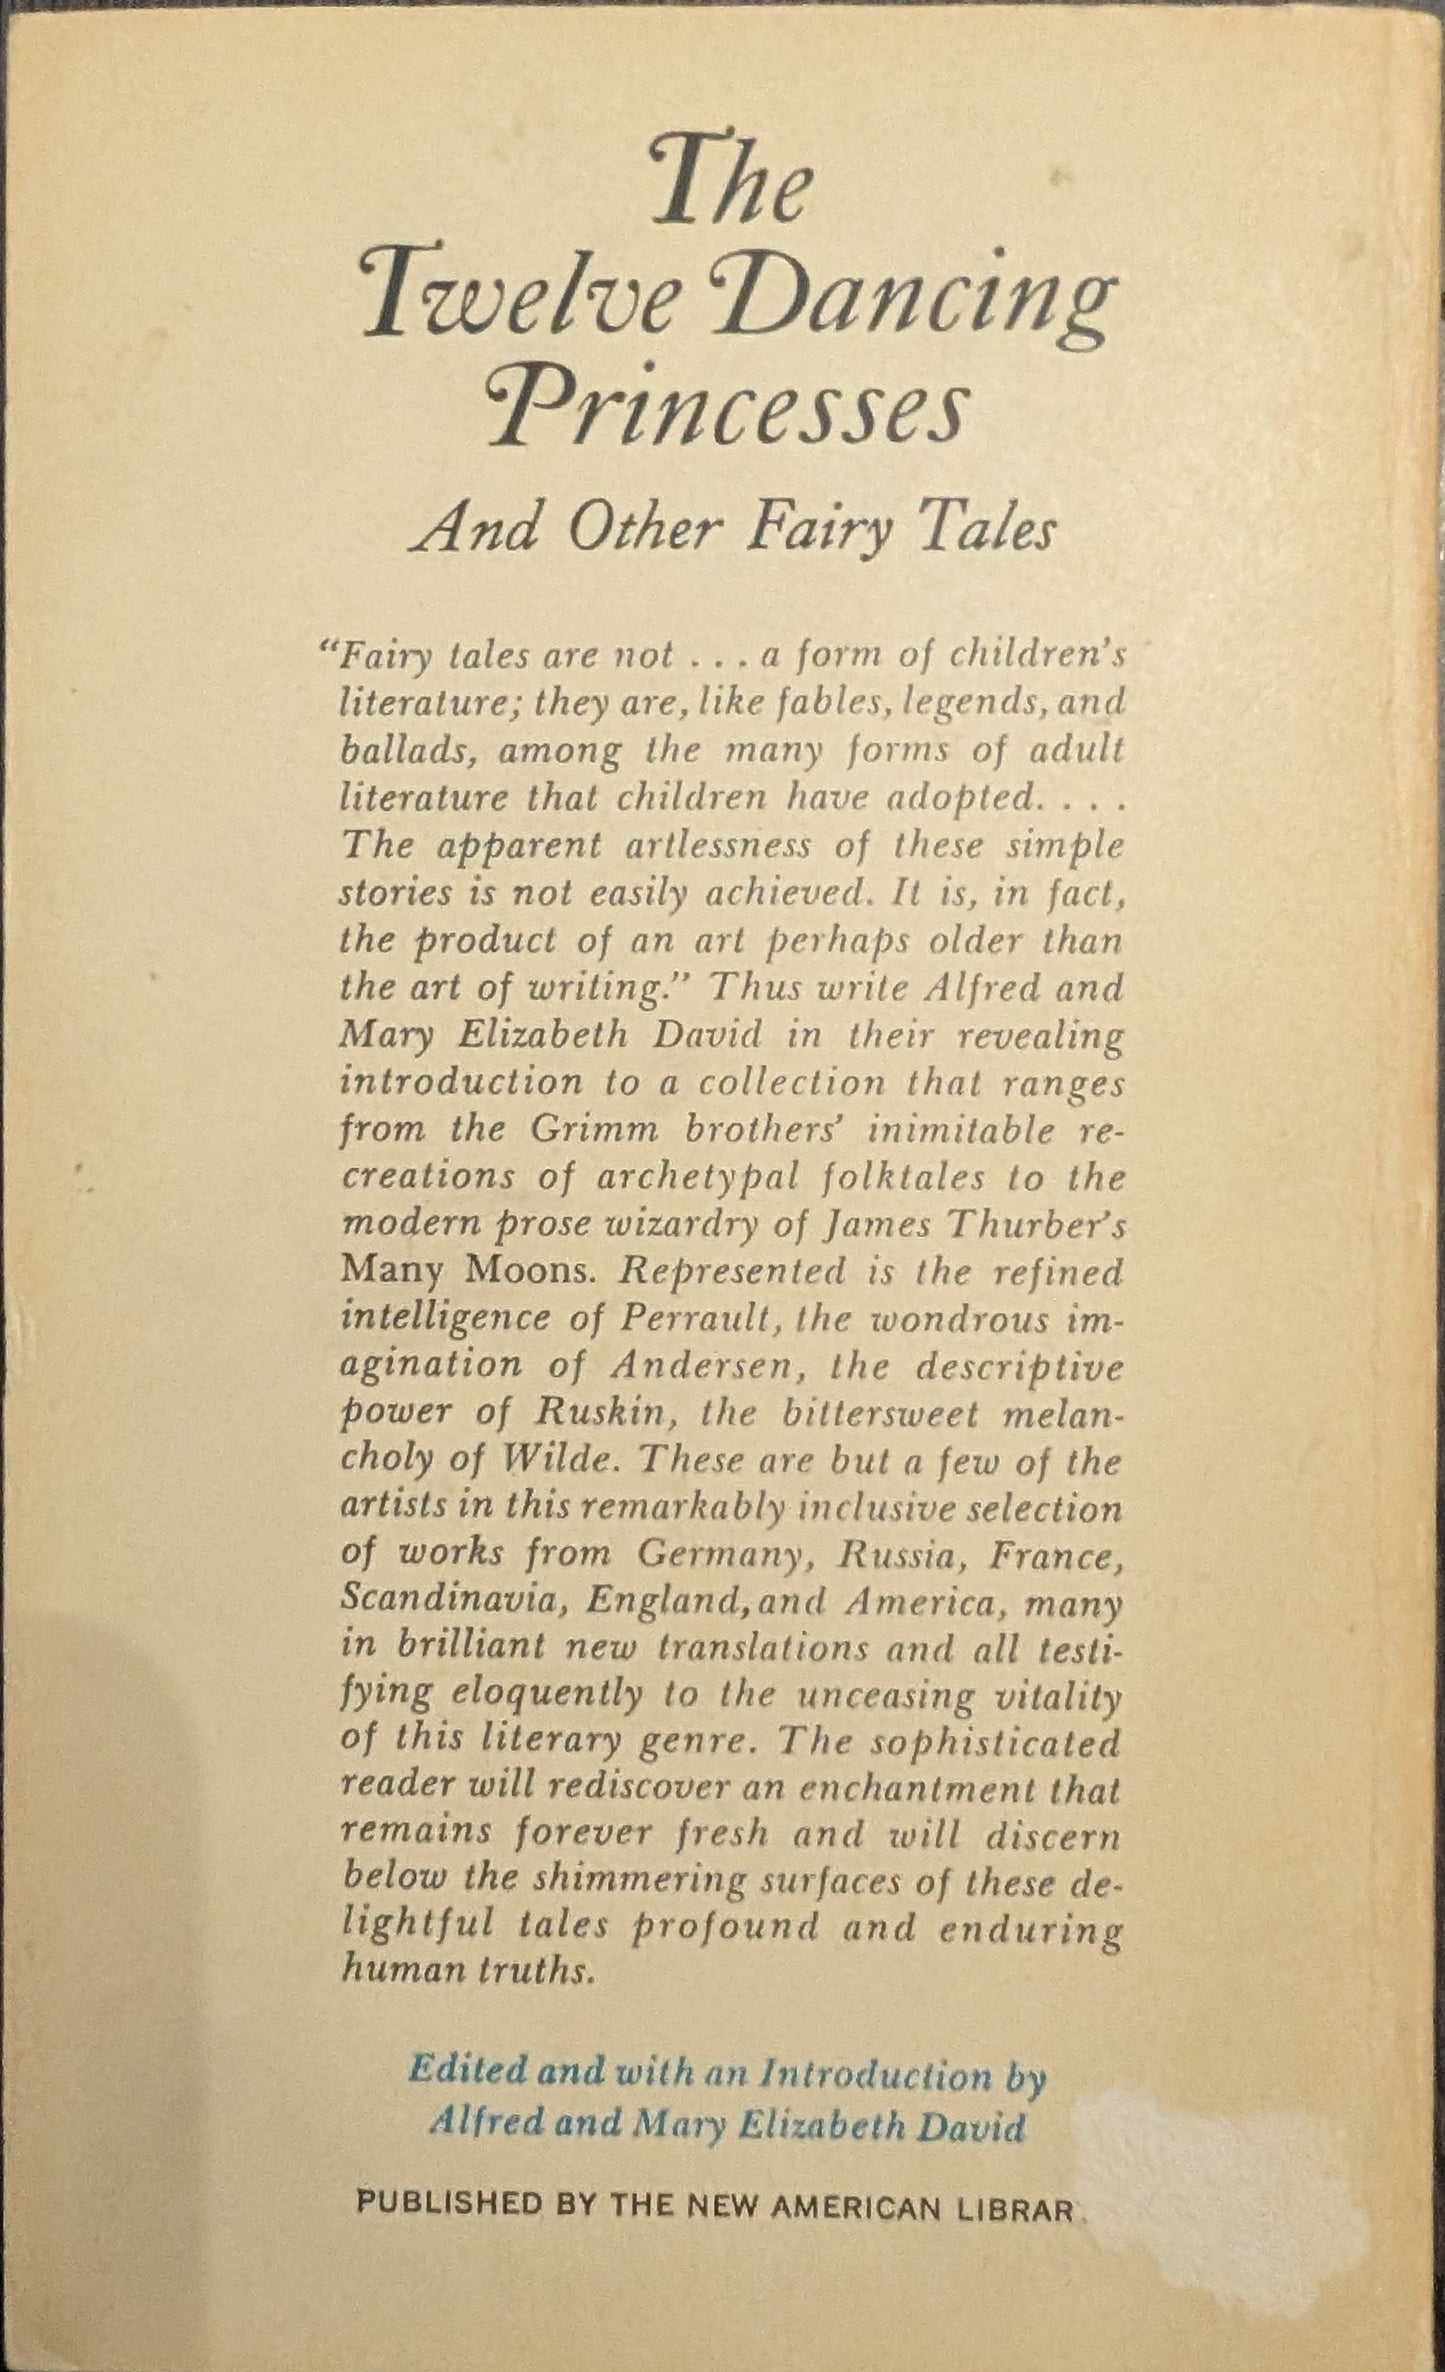 The
Twelve Dancing
Princesses
And Other Fairy Tales
“Fairy tales are not . . . a form of children’s
literature; they are, like fables, legends, and
ballads, among the many forms of adult
literature that children have adopted. . . .
The apparent artlessness of these simple
stories is not easily achieved. It is, in fact,
the product of an art perhaps older than
the art of writing.” Thus write Alfred and
Mary Elizabeth David in their revealing
introduction to a collection that ranges
from the Grimm brothers’ inimitable re-
creations of archetypal folktales to the
modern prose wizardry of James Thurber’s
Many Moons. Represented is the refined
intelligence of Perrault, the wondrous im-
agination of Andersen, the descriptive
power of Ruskin, the bittersweet melan-
choly of Wilde. These are but a few of the
artists in this remarkably inclusive selection
of works from Germany, Russia, France,
Scandinavia, England, and America, many
in brilliant new translations and all testi-
fying eloquently to the unceasing vitality
of this literary genre. The sophisticated
reader will rediscover an enchantment that
remains forever fresh and will discern
below the shimmering surfaces of these de-
lightful tales profound and enduring
human truths.
Edited and with an Introduction by
Alfred and Mary Elizabeth David
PUBLISHED BY THE NEW AMERICAN LIBRAR